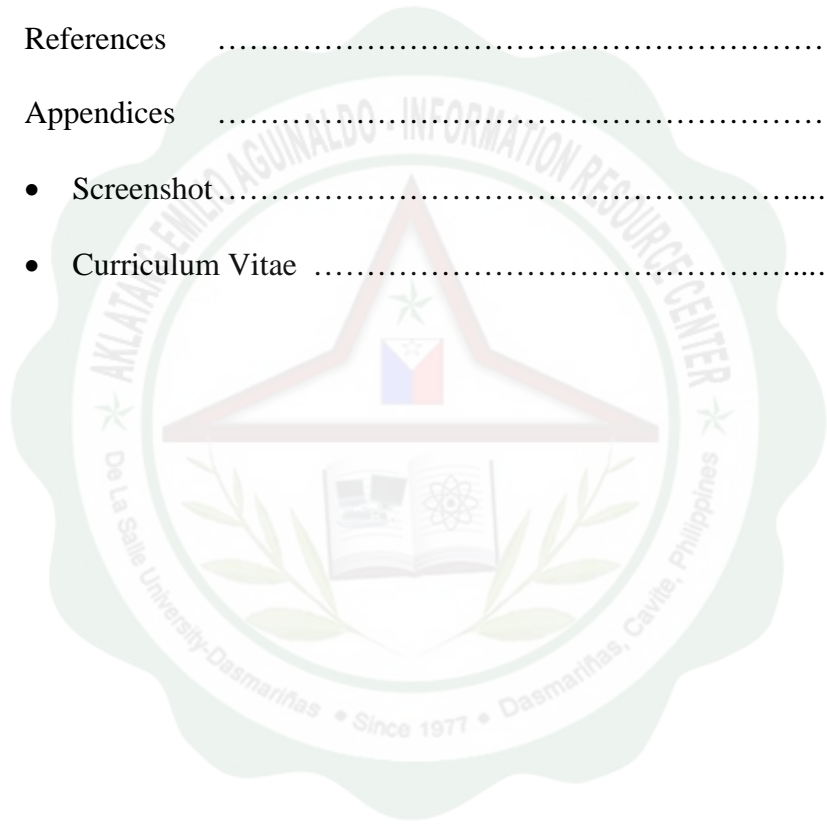 References ……………………………………………………
Appendices ……………………………………………………
• Screenshot…………………………………………………...…
• Curriculum Vitae …………………………………………...…
AKLATANG EMILIO AGUINALDO - INFORMATION RESOURCE CENTER
De La Salle University-Dasmariñas • Since 1977 • Dasmariñas, Cavite, Philippines